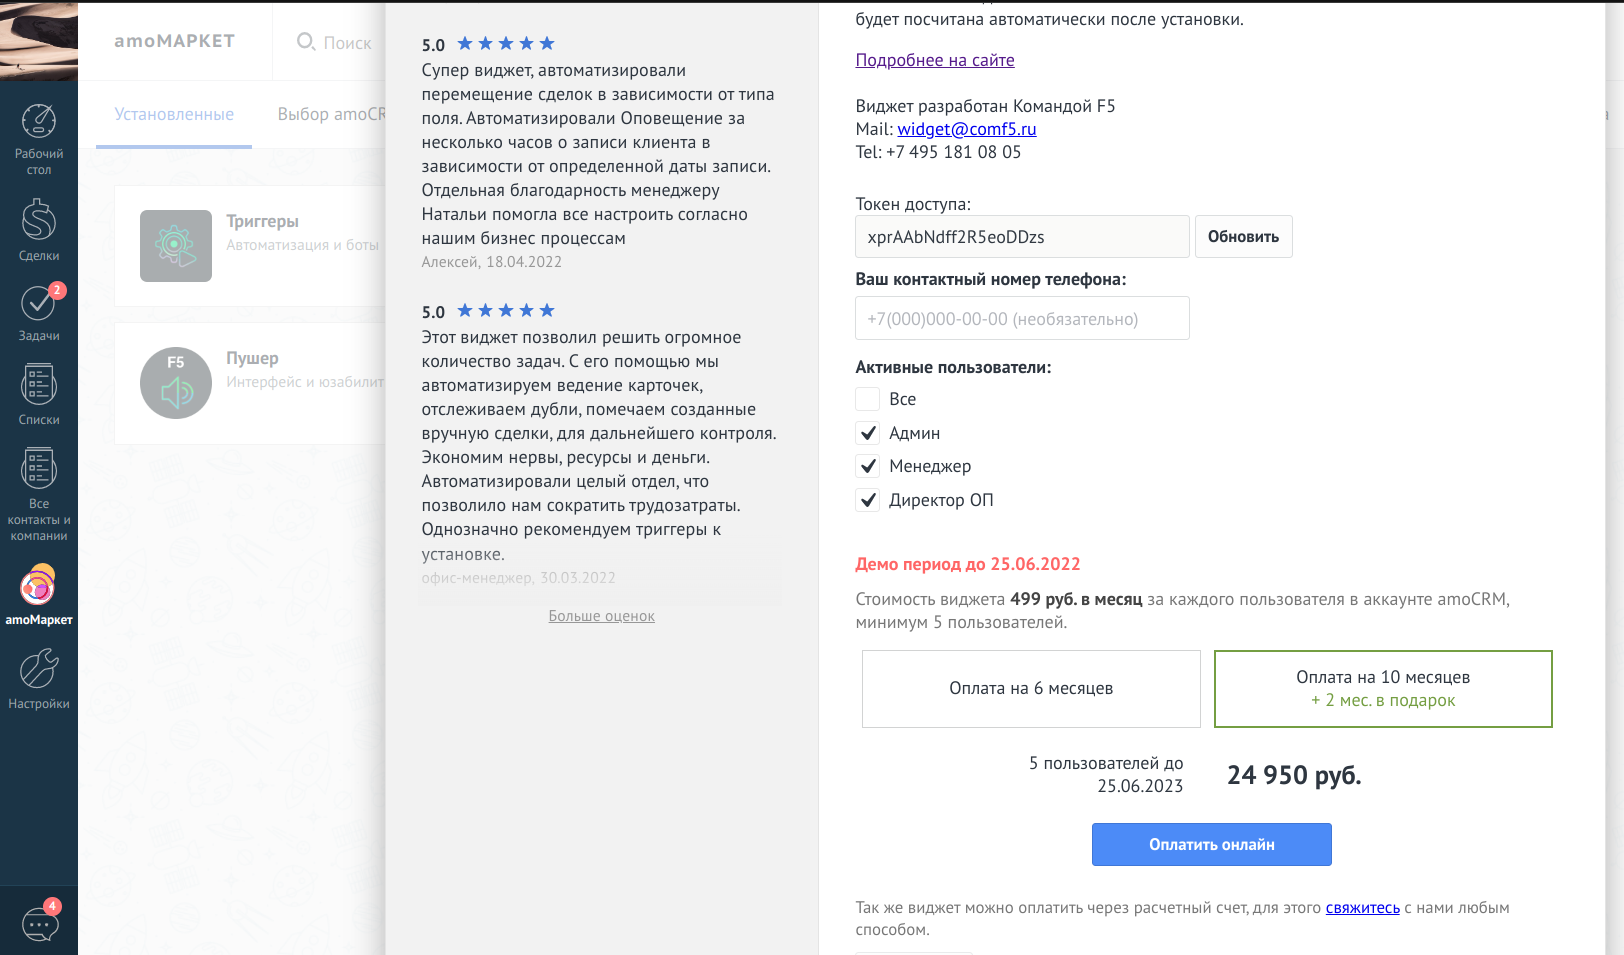 amoМАРКЕТ
Поиск
Установленные
Выбор amoCR
Рабочий
стол
Сделки
2
Задачи
Списки
Все
контакты и
компании
amoМаркет
Настройки
4
Триггеры
Автоматизация и боты
F5
Пушер
Интерфейс и юзабилит
5.0
Супер виджет, автоматизировали
перемещение сделок в зависимости от типа
поля. Автоматизировали Оповещение за
несколько часов о записи клиента в
зависимости от определенной даты записи.
Отдельная благодарность менеджеру
Натальи помогла все настроить согласно
нашим бизнес процессам
Алексей, 18.04.2022
5.0
Этот виджет позволил решить огромное
количество задач. С его помощью мы
автоматизируем ведение карточек,
отслеживаем дубли, помечаем созданные
вручную сделки, для дальнейшего контроля.
Экономим нервы, ресурсы и деньги.
Автоматизировали целый отдел, что
позволило нам сократить трудозатраты.
Однозначно рекомендуем триггеры к
установке.
офис-менеджер, 30.03.2022
Больше оценок
будет посчитана автоматически после установки.
Подробнее на сайте
Виджет разработан Командой F5
Mail: widget@comf5.ru
Tel: +7 495 181 08 05
Токен доступа:
xprAAbNdff2R5eoDDzs
Обновить
Ваш контактный номер телефона:
+7(000)000-00-00 (необязательно)
Активные пользователи:
Все
Админ
Менеджер
Директор ОП
Демо период до 25.06.2022
Стоимость виджета 499 руб. в месяц за каждого пользователя в аккаунте amoCRM,
минимум 5 пользователей.
Оплата на 6 месяцев
Оплата на 10 месяцев
+ 2 мес. в подарок
5 пользователей до
25.06.2023
24 950 руб.
Оплатить онлайн
Так же виджет можно оплатить через расчетный счет, для этого свяжитесь с нами любым
способом.